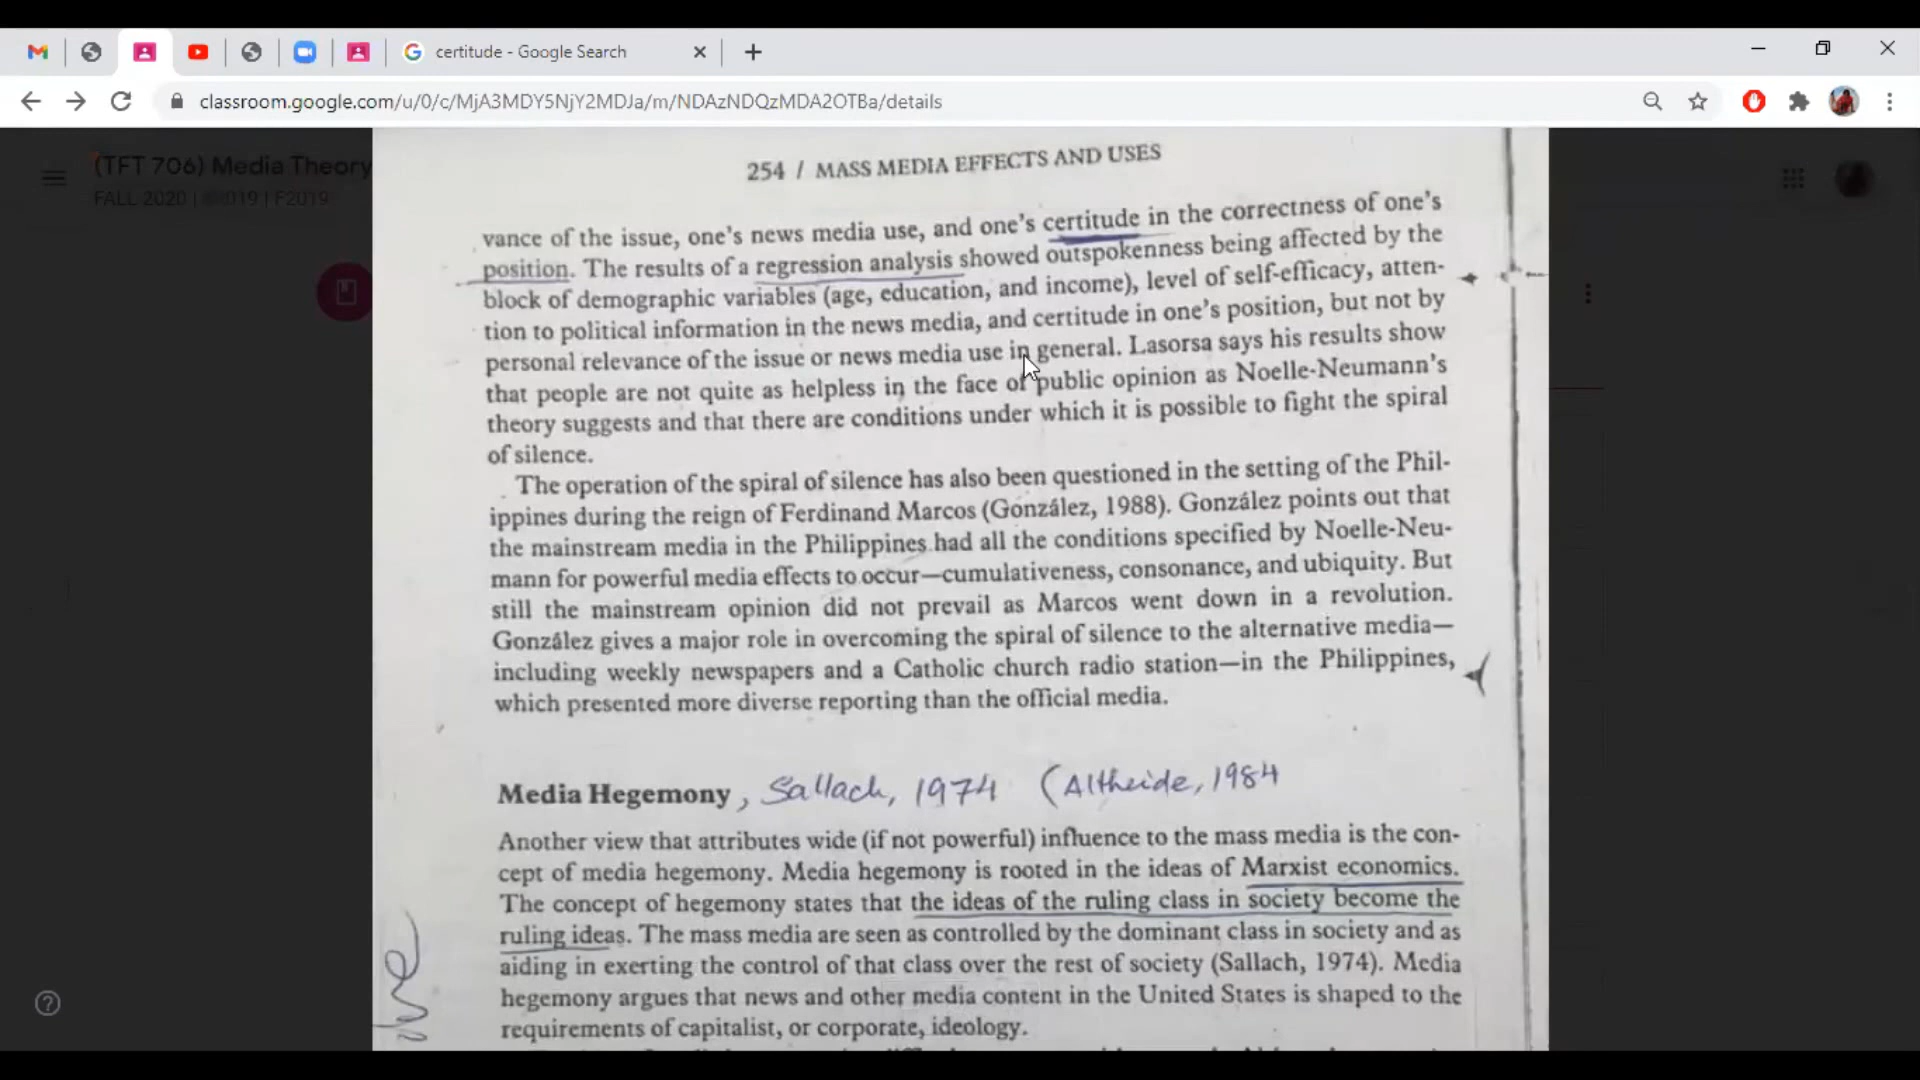 certitude - Google Search
classroom.google.com/u/0/c/MjA3MDY5NjY2MDJa/m/NDAzNDQzMDA2OTBa/details
(TFT 706) Media Theory
FALL 2020 | F2019
254 / MASS MEDIA EFFECTS AND USES
vance of the issue, one's news media use, and one's certitude in the correctness of one's
position. The results of a regression analysis showed outspokenness being affected by the
block of demographic variables (age, education, and income), level of self-efficacy, atten-
tion to political information in the news media, and certitude in one's position, but not by
personal relevance of the issue or news media use in general. Lasorsa says his results show
that people are not quite as helpless in the face of public opinion as Noelle-Neumann's
theory suggests and that there are conditions under which it is possible to fight the spiral
of silence.
The operation of the spiral of silence has also been questioned in the setting of the Phil-
ippines during the reign of Ferdinand Marcos (González, 1988). González points out that
the mainstream media in the Philippines had all the conditions specified by Noelle-Neu-
mann for powerful media effects to occur—cumulativeness, consonance, and ubiquity. But
still the mainstream opinion did not prevail as Marcos went down in a revolution.
González gives a major role in overcoming the spiral of silence to the alternative media—
including weekly newspapers and a Catholic church radio station—in the Philippines,
which presented more diverse reporting than the official media.
Media Hegemony, Sallach, 1974 (Altheide, 1984
Another view that attributes wide (if not powerful) influence to the mass media is the con-
cept of media hegemony. Media hegemony is rooted in the ideas of Marxist economics.
The concept of hegemony states that the ideas of the ruling class in society become the
ruling ideas. The mass media are seen as controlled by the dominant class in society and as
aiding in exerting the control of that class over the rest of society (Sallach, 1974). Media
hegemony argues that news and other media content in the United States is shaped to the
requirements of capitalist, or corporate, ideology.